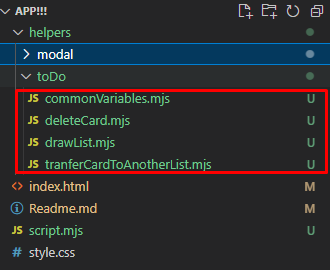 APP!!!
helpers
modal
toDo
JS commonVariables.mjs U
JS deleteCard.mjs U
JS drawList.mjs U
JS tranferCardToAnotherList.mjs U
<> index.html M
Readme.md M
JS script.mjs U
# style.css